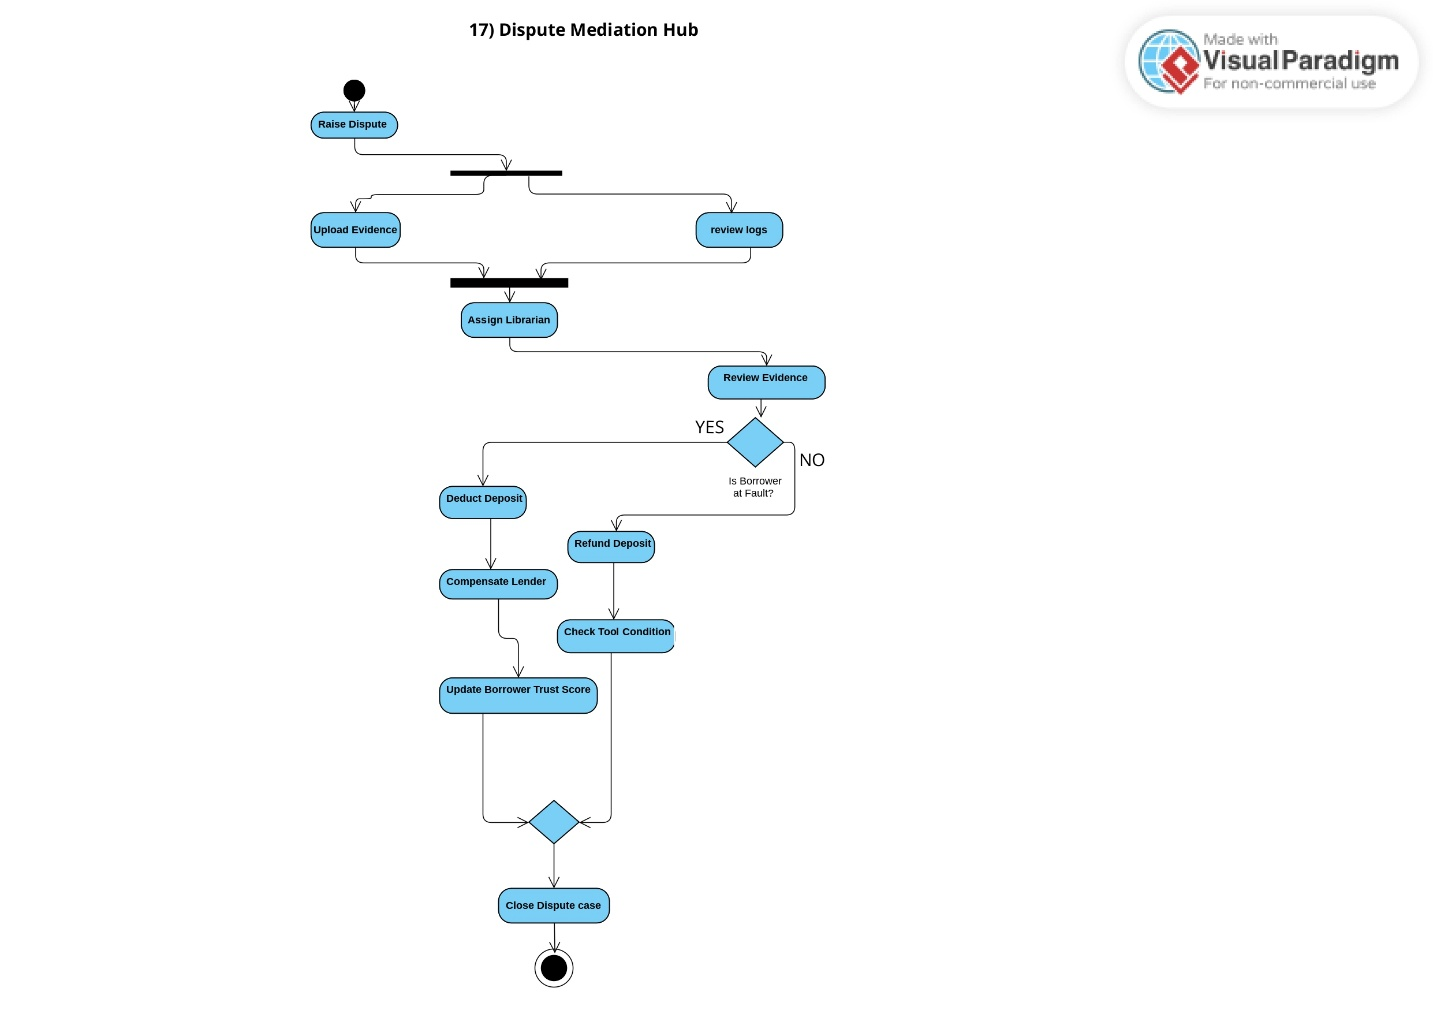 17) Dispute Mediation Hub
Made with
Visual Paradigm
For non-commercial use
Raise Dispute
Upload Evidence
review logs
Assign Librarian
Review Evidence
YES
NO
Is Borrower
at Fault?
Deduct Deposit
Refund Deposit
Compensate Lender
Check Tool Condition
Update Borrower Trust Score
Close Dispute case